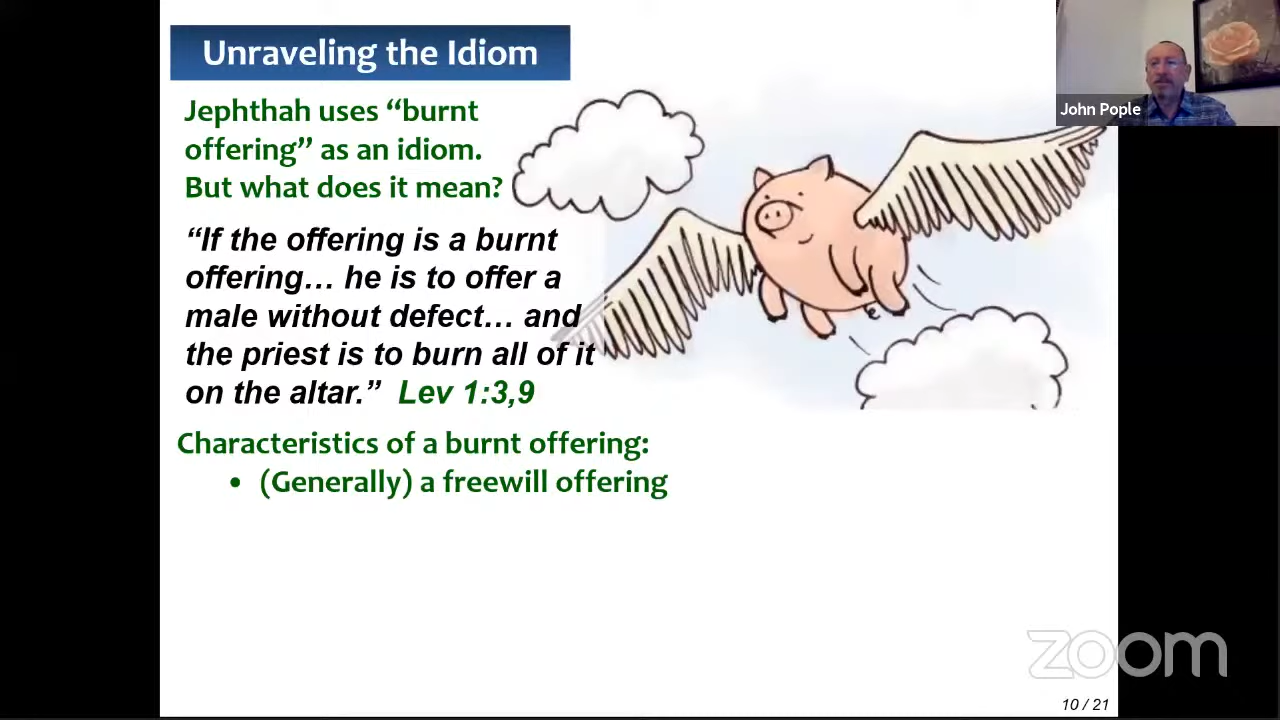 Unraveling the Idiom
John Pople
Jephthah uses “burnt
offering” as an idiom.
But what does it mean?
“If the offering is a burnt
offering… he is to offer a
male without defect… and
the priest is to burn all of it
on the altar.” Lev 1:3,9
Characteristics of a burnt offering:
• (Generally) a freewill offering
zoom
10 / 21